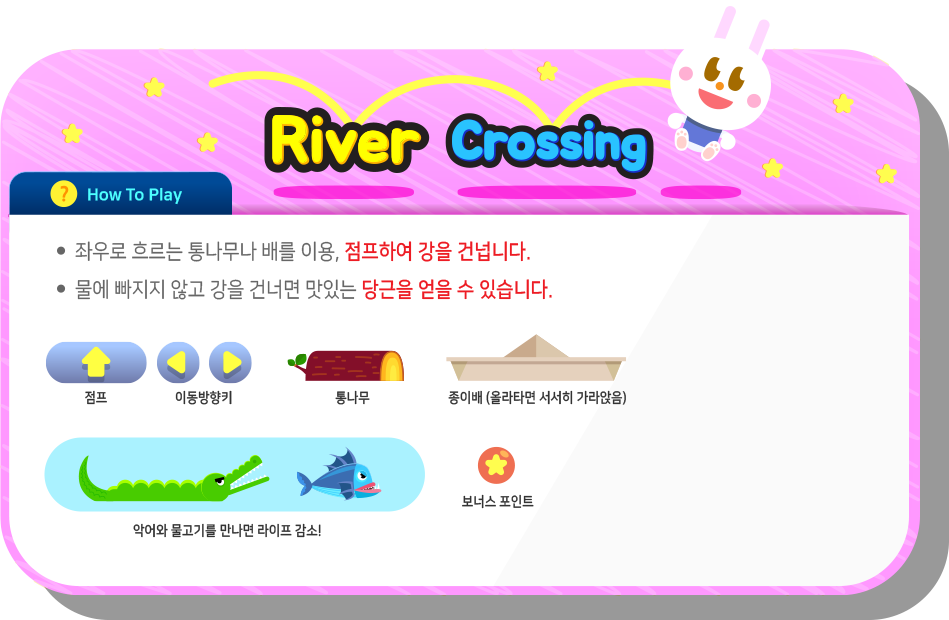 River Crossing
? How To Play
• 좌우로 흐르는 통나무나 배를 이용, 점프하여 강을 건넙니다.
• 물에 빠지지 않고 강을 건너면 맛있는 당근을 얻을 수 있습니다.
점프
이동방향키
통나무
종이배 (올라타면 서서히 가라앉음)
악어와 물고기를 만나면 라이프 감소!
보너스 포인트